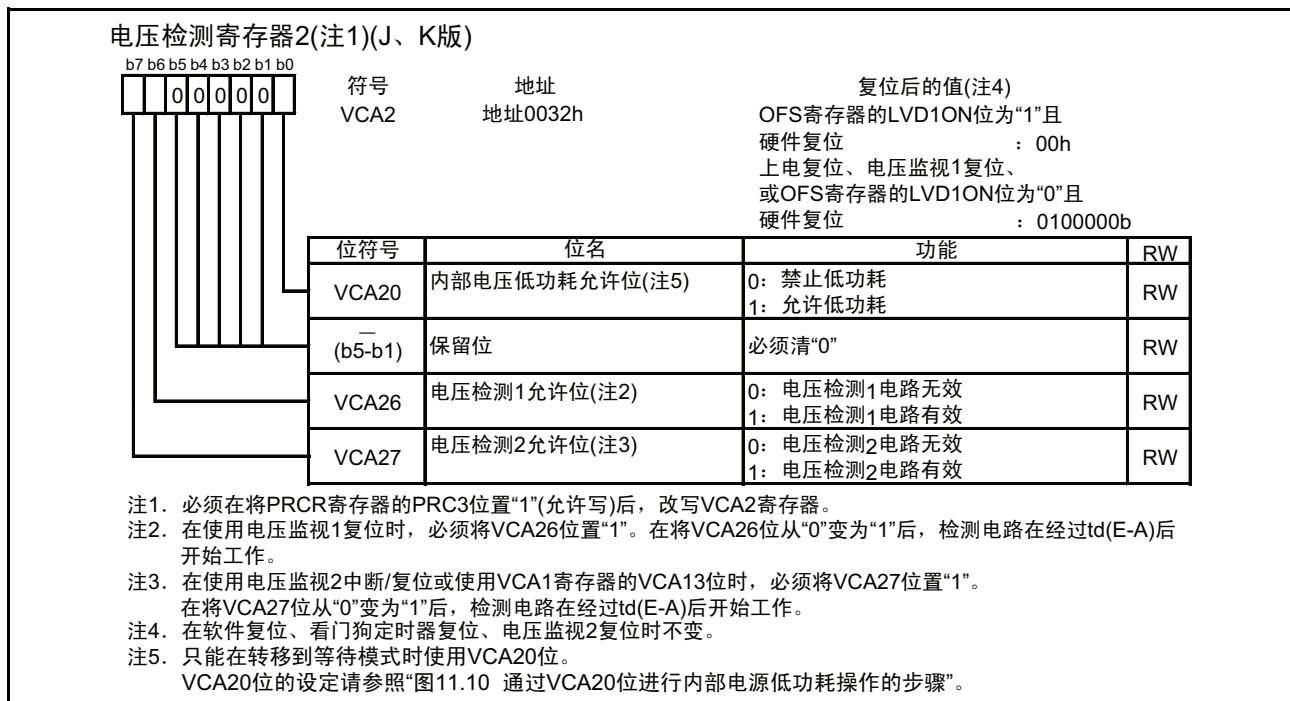 电压检测寄存器2(注1)(J、K版)
b7 b6 b5 b4 b3 b2 b1 b0
0 0 0 0 0
符号 地址 复位后的值(注4)
VCA2 地址0032h OFS寄存器的LVD1ON位为“1”且
硬件复位 : 00h
上电复位、电压监视1复位、
或OFS寄存器的LVD1ON位为“0”且
硬件复位 : 0100000b
位符号 位名 功能 RW
VCA20 内部电压低功耗允许位(注5) 0: 禁止低功耗 RW
1: 允许低功耗
—
(b5-b1) 保留位 必须清“0” RW
VCA26 电压检测1允许位(注2) 0: 电压检测1电路无效 RW
1: 电压检测1电路有效
VCA27 电压检测2允许位(注3) 0: 电压检测2电路无效 RW
1: 电压检测2电路有效
注1. 必须在将PRCR寄存器的PRC3位置“1”(允许写)后，改写VCA2寄存器。
注2. 在使用电压监视1复位时，必须将VCA26位置“1”。在将VCA26位从“0”变为“1”后，检测电路在经过td(E-A)后
开始工作。
注3. 在使用电压监视2中断/复位或使用VCA1寄存器的VCA13位时，必须将VCA27位置“1”。
在将VCA27位从“0”变为“1”后，检测电路在经过td(E-A)后开始工作。
注4. 在软件复位、看门狗定时器复位、电压监视2复位时不变。
注5. 只能在转移到等待模式时使用VCA20位。
VCA20位的设定请参照“图11.10 通过VCA20位进行内部电源低功耗操作的步骤”。